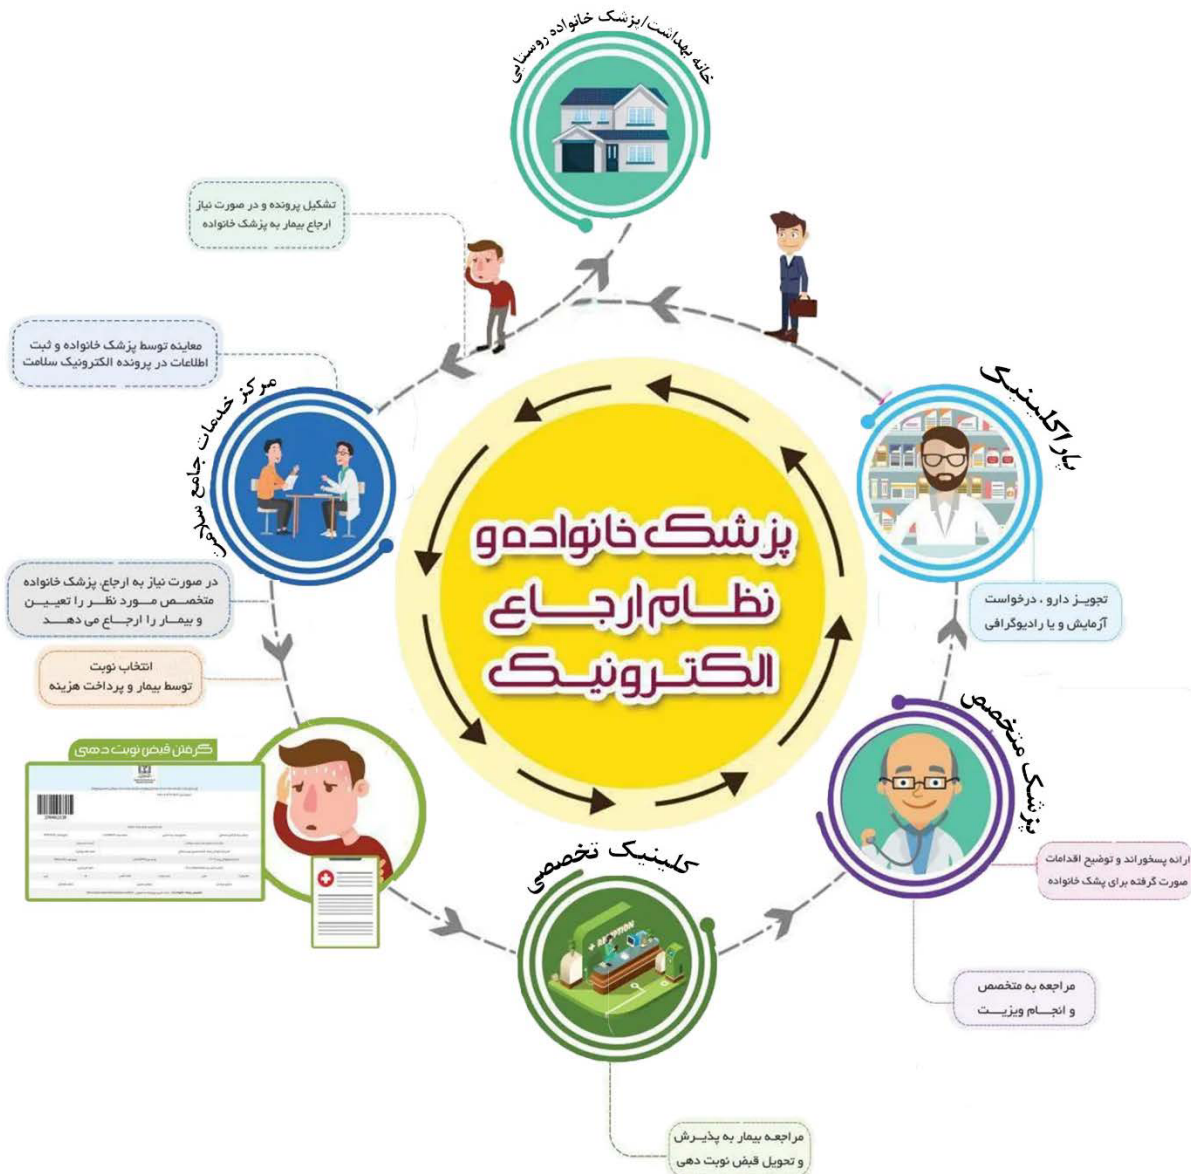 خانه بهداشت/پزشک خانواده روستایی
تشکیل پرونده و در صورت نیاز
ارجاع بیمار به پزشک خانواده
معاینه توسط پزشک خانواده و ثبت
اطلاعات در پرونده الکترونیک سلامت
مرکز خدمات جامع سلامت
در صورت نیاز به ارجاع، پزشک خانواده
متخصص مورد نظر را تعیین
و بیمار را ارجاع می دهد
انتخاب نوبت
توسط بیمار و پرداخت هزینه
گرفتن قبض نوبت دهی
کلینیک تخصصی
+ RECEPTION
مراجعه بیمار به پذیرش
و تحویل قبض نوبت دهی
پزشک متخصص
مراجعه به متخصص
و انجام ویزیت
ارائه پسخوراند و توضیح اقدامات
صورت گرفته برای پشک خانواده
پاراکلینیک
تجویز دارو ، درخواست
آزمایش و یا رادیوگرافی
پزشک خانواده و
نظام ارجاع
الکترونیک